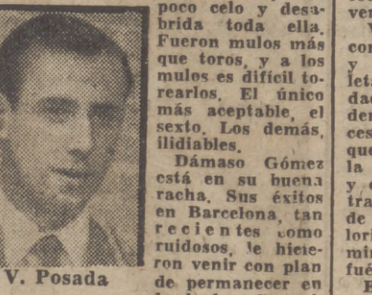 poco celo y desa-
brida toda ella.
Fueron mulos más
que toros, y a los
mulos es difícil to-
rearlos. El único
más aceptable, el
sexto. Los demás,
ilidiables.
Dámaso Gómez
está en su buena
racha. Sus éxitos
en Barcelona, tan
recientes como
ruidosos, le hicie-
ron venir con plan
de permanecer en
V. Posada